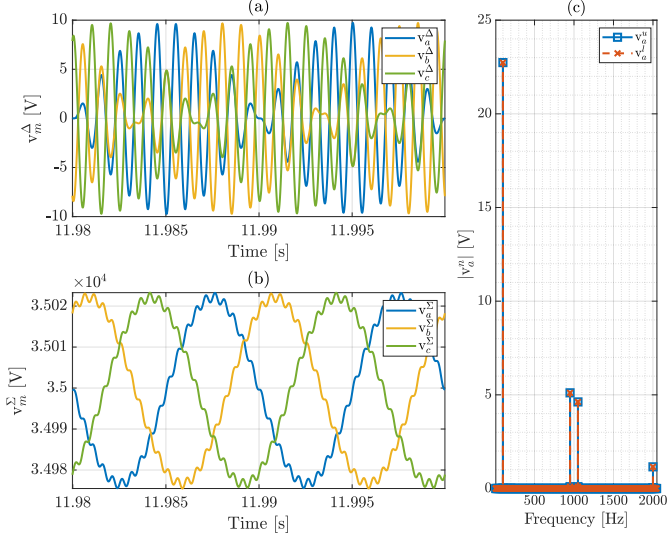 (a)
10
5
0
-5
-10
v_m^Δ [V]
v_a^Δ
v_b^Δ
v_c^Δ
11.98 11.985 11.99 11.995
Time [s]
(b)
×10^4
3.502
3.501
3.5
3.499
3.498
v_m^Σ [V]
v_a^Σ
v_b^Σ
v_c^Σ
11.98 11.985 11.99 11.995
Time [s]
(c)
25
20
15
10
5
0
|v_a^n| [V]
v_a^u
v_a^l
500 1000 1500 2000
Frequency [Hz]